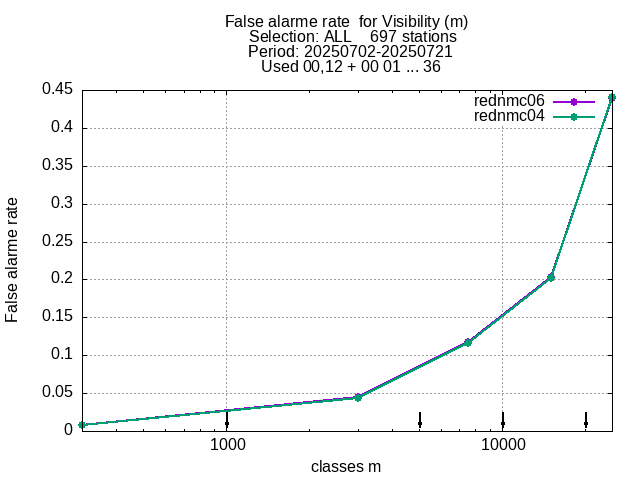 False alarme rate  for Visibility (m)
Selection: ALL    697 stations
Period: 20250702-20250721
Used 00,12 + 00 01 ... 36
rednmc06
rednmc04
0.45
0.4
0.35
0.3
0.25
0.2
0.15
0.1
0.05
0
False alarme rate
1000
10000
classes m